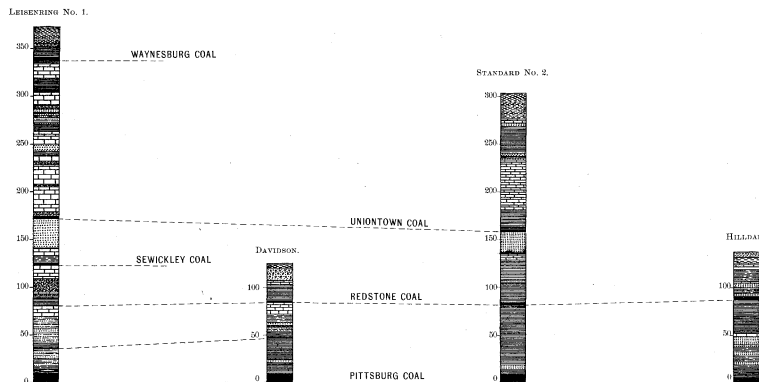 LEISENRING NO. 1.
350
300
250
200
150
100
50
0
WAYNESBURG COAL
UNIONTOWN COAL
SEWICKLEY COAL
REDSTONE COAL
PITTSBURG COAL
DAVIDSON.
100
50
0
STANDARD NO. 2.
300
250
200
150
100
50
0
100
50
0